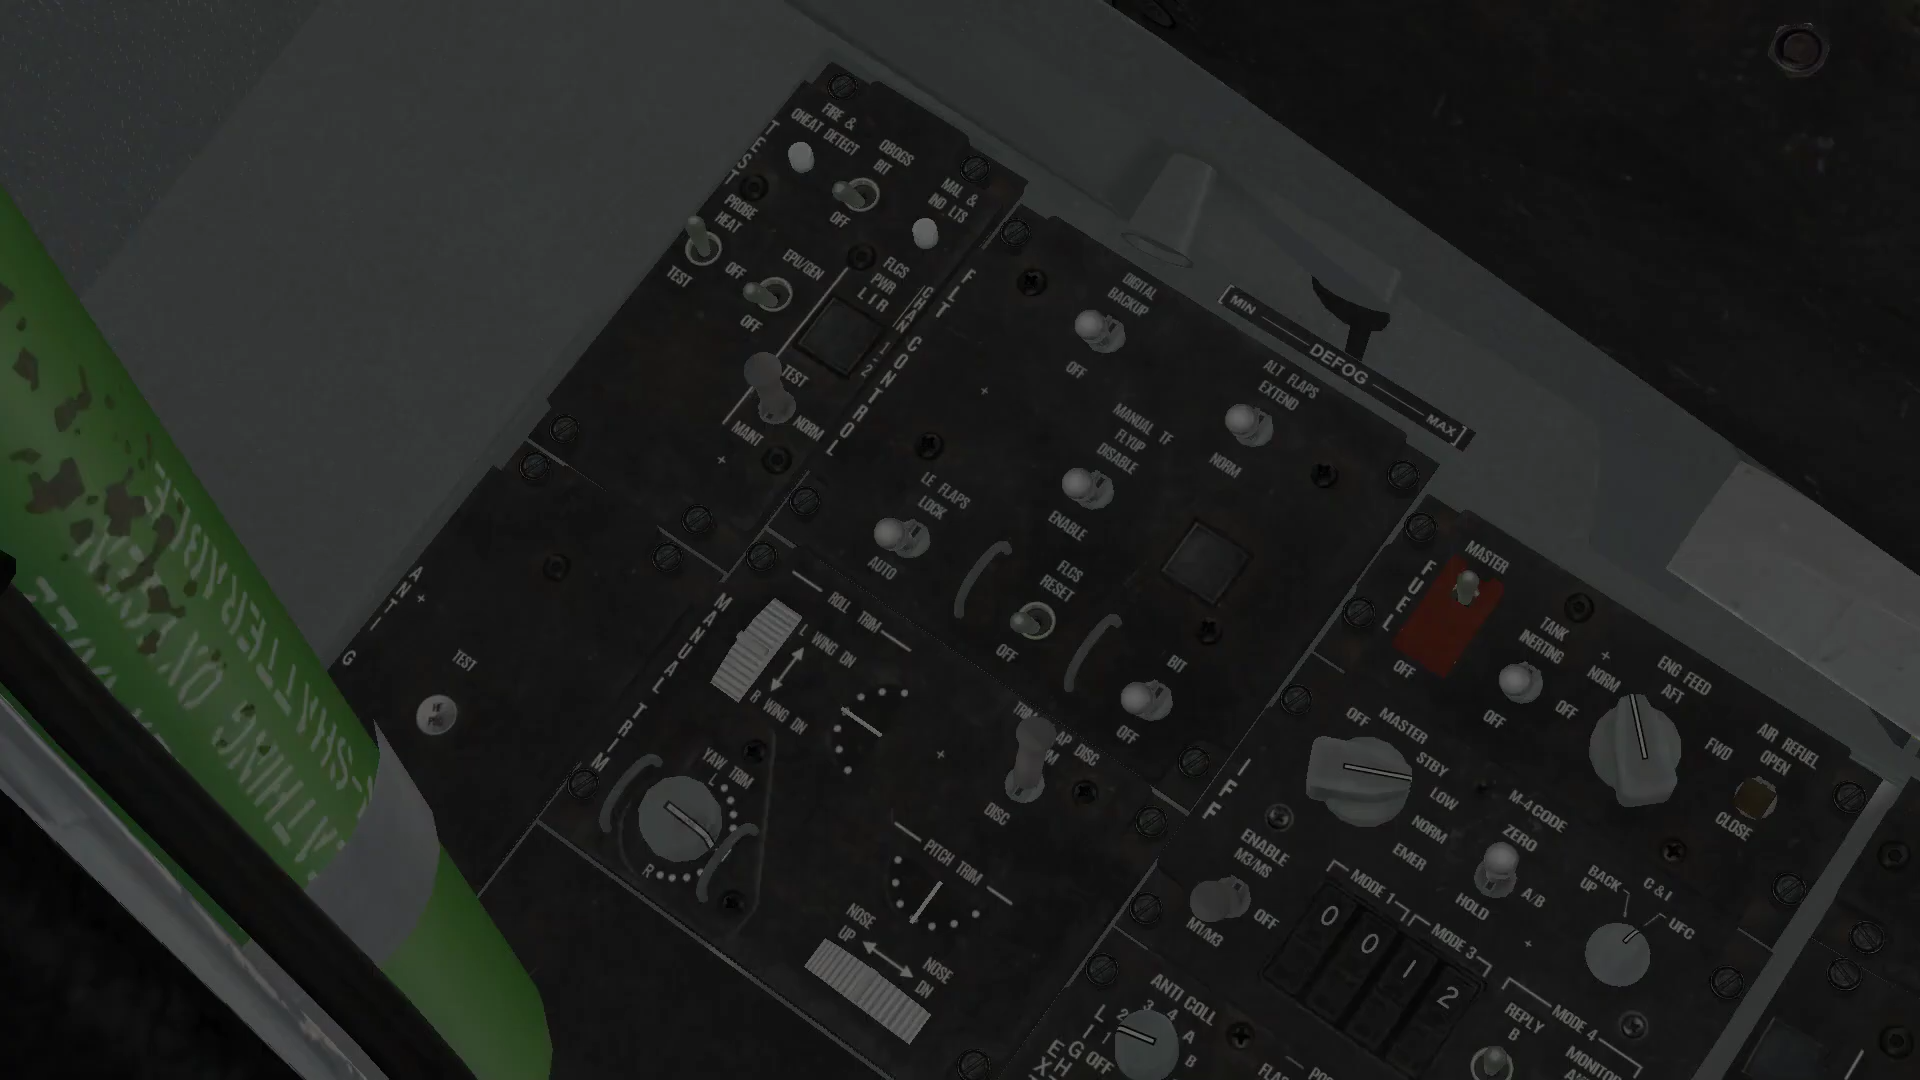 TEST
FIRE &
OHEAT DETECT
OBOGS
BIT
OFF
MAL &
IND LTS
PROBE
HEAT
OFF
TEST
EPU/GEN
OFF
FLCS
PWR
TEST
NORM
MAINT
FLT CONTROL
DIGITAL
BACKUP
OFF
ALT FLAPS
EXTEND
NORM
MANUAL TF
FLYUP
DISABLE
ENABLE
LE FLAPS
LOCK
AUTO
FLCS
RESET
OFF
BIT
OFF
MIN
DEFOG
MAX
ANTI G
TEST
MANUAL TRIM
ROLL TRIM
L WING DN
R WING DN
YAW TRIM
L
R
AP DISC
DISC
PITCH TRIM
NOSE
UP
NOSE
DN
FUEL
MASTER
OFF
TANK
INERTING
OFF
ENG FEED
NORM
AFT
OFF
FWD
AIR REFUEL
OPEN
CLOSE
IFF
MASTER
OFF
STBY
LOW
NORM
EMER
M-4 CODE
ZERO
A/B
HOLD
C & I
BACK
UP
UFC
ENABLE
M3/MS
OFF
M1/M3
MODE 1
MODE 3
0 0 1 2
MODE 4
REPLY
B
MONITOR
ANTI COLL
3
2
4
A
OFF
B